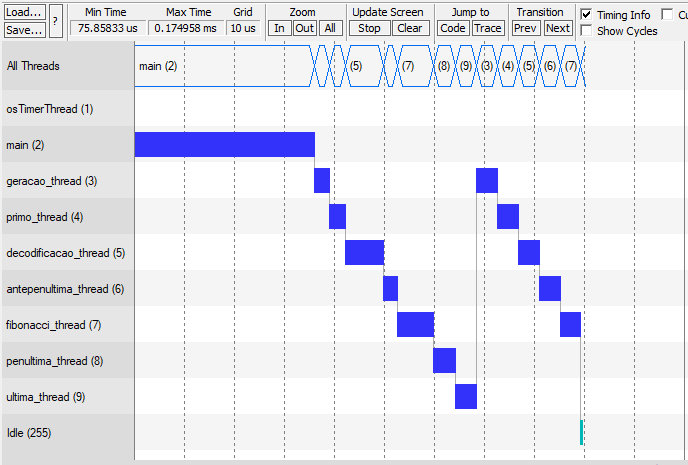 Load... Min Time Max Time Grid Zoom Update Screen Jump to Transition Timing Info Cu
Save... ? 75.85833 us 0.174958 ms 10 us In Out All Stop Clear Code Trace Prev Next Show Cycles
All Threads main (2) (5) (7) (8) (9) (3) (4) (5) (6) (7)
osTimerThread (1)
main (2)
geracao_thread (3)
primo_thread (4)
decodificacao_thread (5)
antepenultima_thread (6)
fibonacci_thread (7)
penultima_thread (8)
ultima_thread (9)
Idle (255)